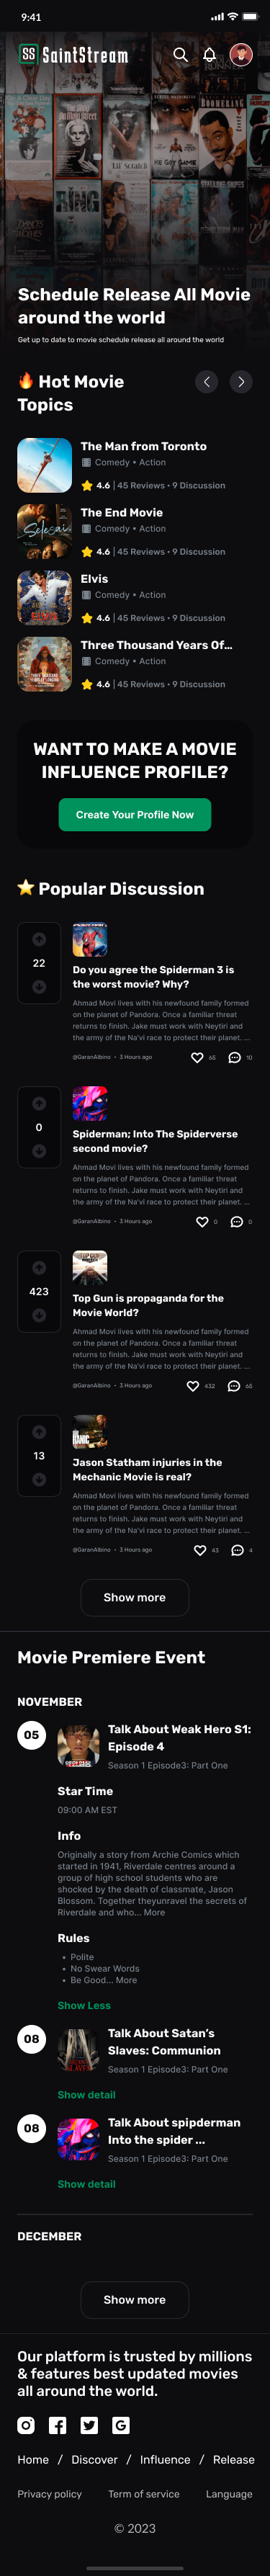 9:41
SS SaintStream
Schedule Release All Movie
around the world
Get up to date to movie schedule release all around the world
🔥 Hot Movie
Topics
The Man from Toronto
Comedy • Action
4.6 | 45 Reviews • 9 Discussion
The End Movie
Comedy • Action
4.6 | 45 Reviews • 9 Discussion
Elvis
Comedy • Action
4.6 | 45 Reviews • 9 Discussion
Three Thousand Years Of...
Comedy • Action
4.6 | 45 Reviews • 9 Discussion
WANT TO MAKE A MOVIE
INFLUENCE PROFILE?
Create Your Profile Now
⭐ Popular Discussion
22
Do you agree the Spiderman 3 is
the worst movie? Why?
Ahmad Movi lives with his newfound family formed
on the planet of Pandora. Once a familiar threat
returns to finish. Jake must work with Neytiri and
the army of the Na'vi race to protect their planet. ...
@GaranAlbino • 3 Hours ago 65 10
0
Spiderman; Into The Spiderverse
second movie?
Ahmad Movi lives with his newfound family formed
on the planet of Pandora. Once a familiar threat
returns to finish. Jake must work with Neytiri and
the army of the Na'vi race to protect their planet. ...
@GaranAlbino • 3 Hours ago 0 0
423
Top Gun is propaganda for the
Movie World?
Ahmad Movi lives with his newfound family formed
on the planet of Pandora. Once a familiar threat
returns to finish. Jake must work with Neytiri and
the army of the Na'vi race to protect their planet. ...
@GaranAlbino • 3 Hours ago 432 65
13
Jason Statham injuries in the
Mechanic Movie is real?
Ahmad Movi lives with his newfound family formed
on the planet of Pandora. Once a familiar threat
returns to finish. Jake must work with Neytiri and
the army of the Na'vi race to protect their planet. ...
@GaranAlbino • 3 Hours ago 43 4
Show more
Movie Premiere Event
NOVEMBER
05
Talk About Weak Hero S1:
Episode 4
Season 1 Episode3: Part One
Star Time
09:00 AM EST
Info
Originally a story from Archie Comics which
started in 1941, Riverdale centres around a
group of high school students who are
shocked by the death of classmate, Jason
Blossom. Together theyunravel the secrets of
Riverdale and who... More
Rules
• Polite
• No Swear Words
• Be Good... More
Show Less
08
Talk About Satan's
Slaves: Communion
Season 1 Episode3: Part One
Show detail
08
Talk About spipderman
Into the spider ...
Season 1 Episode3: Part One
Show detail
DECEMBER
Show more
Our platform is trusted by millions
& features best updated movies
all around the world.
Home / Discover / Influence / Release
Privacy policy Term of service Language
© 2023